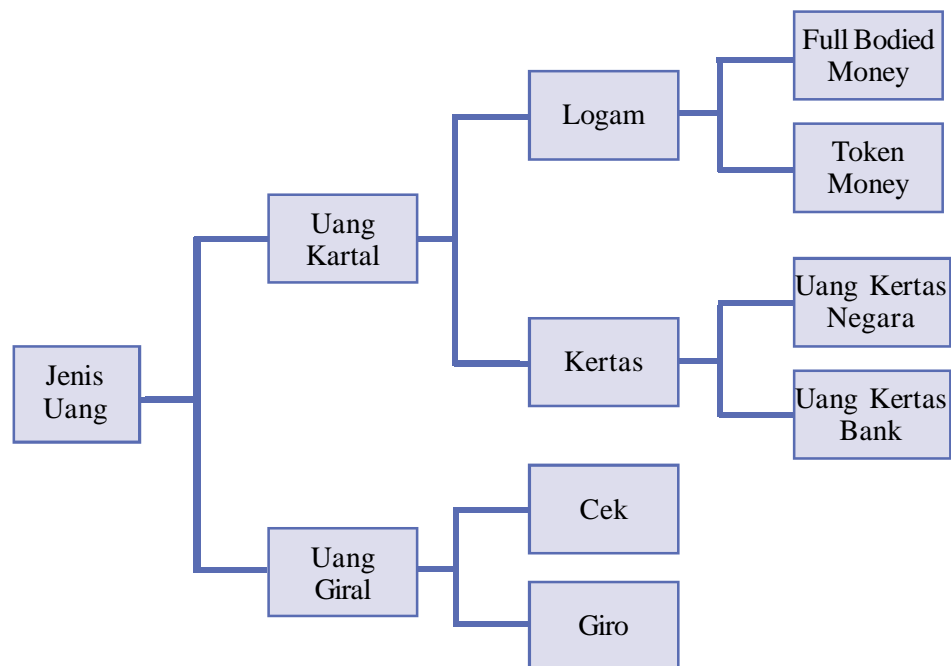 Jenis
Uang
Uang
Kartal
Logam
Full Bodied
Money
Token
Money
Kertas
Uang Kertas
Negara
Uang Kertas
Bank
Uang
Giral
Cek
Giro